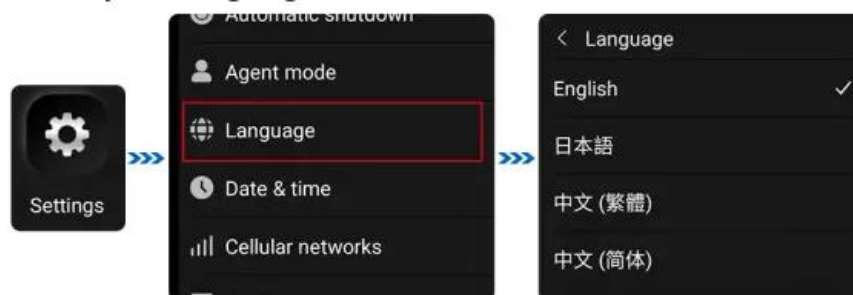 Settings
Automatic shutdown
Agent mode
Language
Date & time
Cellular networks
< Language
English
日本語
中文 (繁體)
中文 (简体)